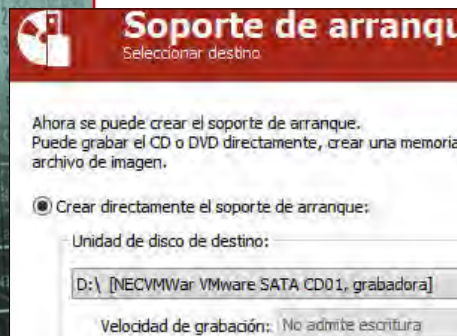 Soporte de arranqu
Seleccionar destino
Ahora se puede crear el soporte de arranque.
Puede grabar el CD o DVD directamente, crear una memoria
archivo de imagen.
Crear directamente el soporte de arranque:
Unidad de disco de destino:
D:\ [NECVMWar VMware SATA CD01, grabadora]
Velocidad de grabación: No admite escritura